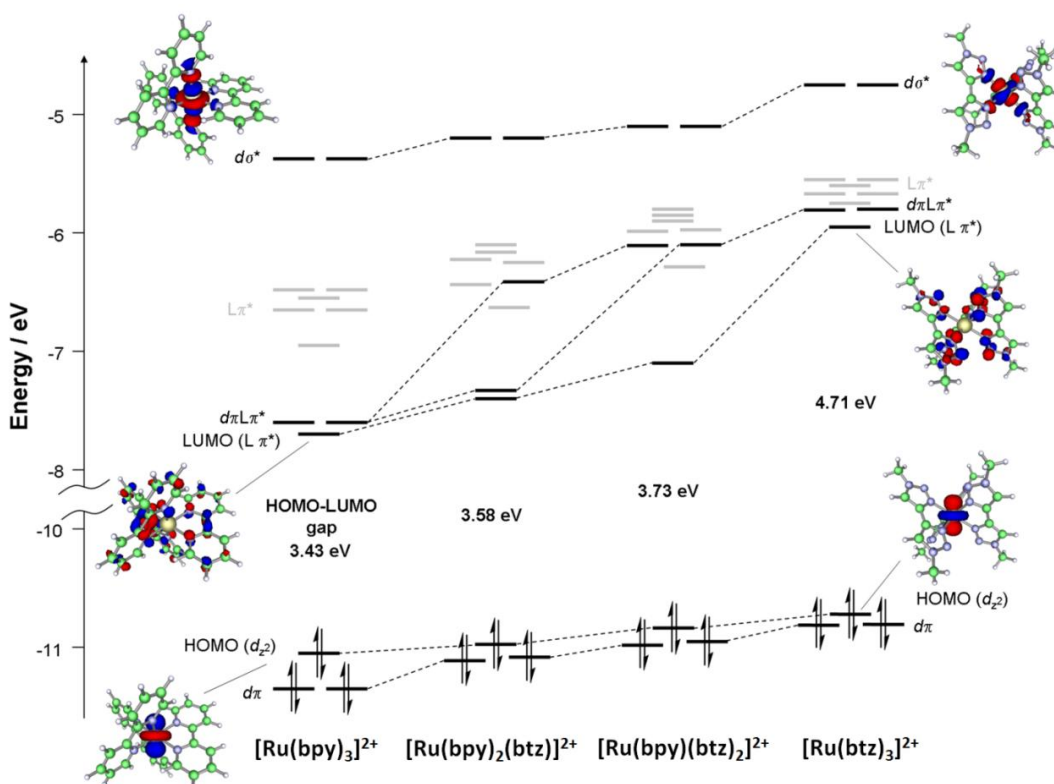 -5
dσ*
dσ*
Lπ*
dπLπ*
LUMO (L π*)
-6
Lπ*
Energy / eV
-7
4.71 eV
dπLπ*
LUMO (L π*)
-8
3.73 eV
HOMO-LUMO
gap
3.43 eV
3.58 eV
-10
HOMO (dz²)
dπ
-11
HOMO (dz²)
dπ
[Ru(bpy)₃]²⁺
[Ru(bpy)₂(btz)]²⁺
[Ru(bpy)(btz)₂]²⁺
[Ru(btz)₃]²⁺